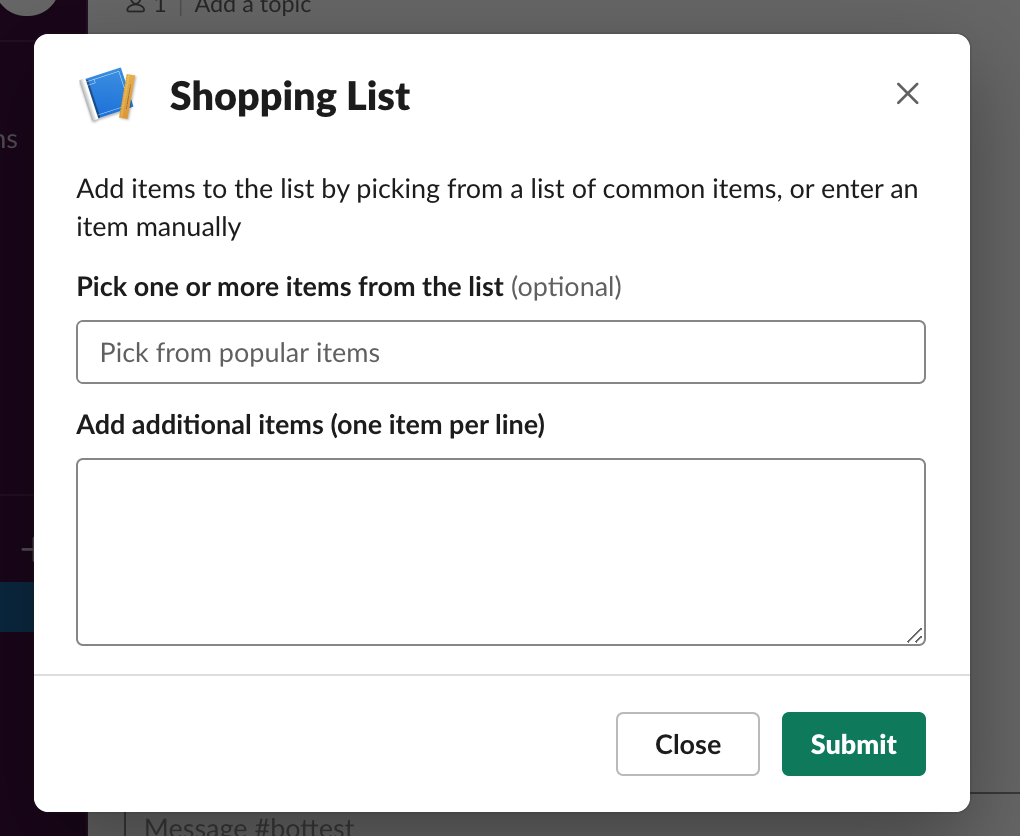 1 | Add a topic
Shopping List
ns
Add items to the list by picking from a list of common items, or enter an
item manually
Pick one or more items from the list (optional)
Pick from popular items
Add additional items (one item per line)
Close
Submit
Message #bottest